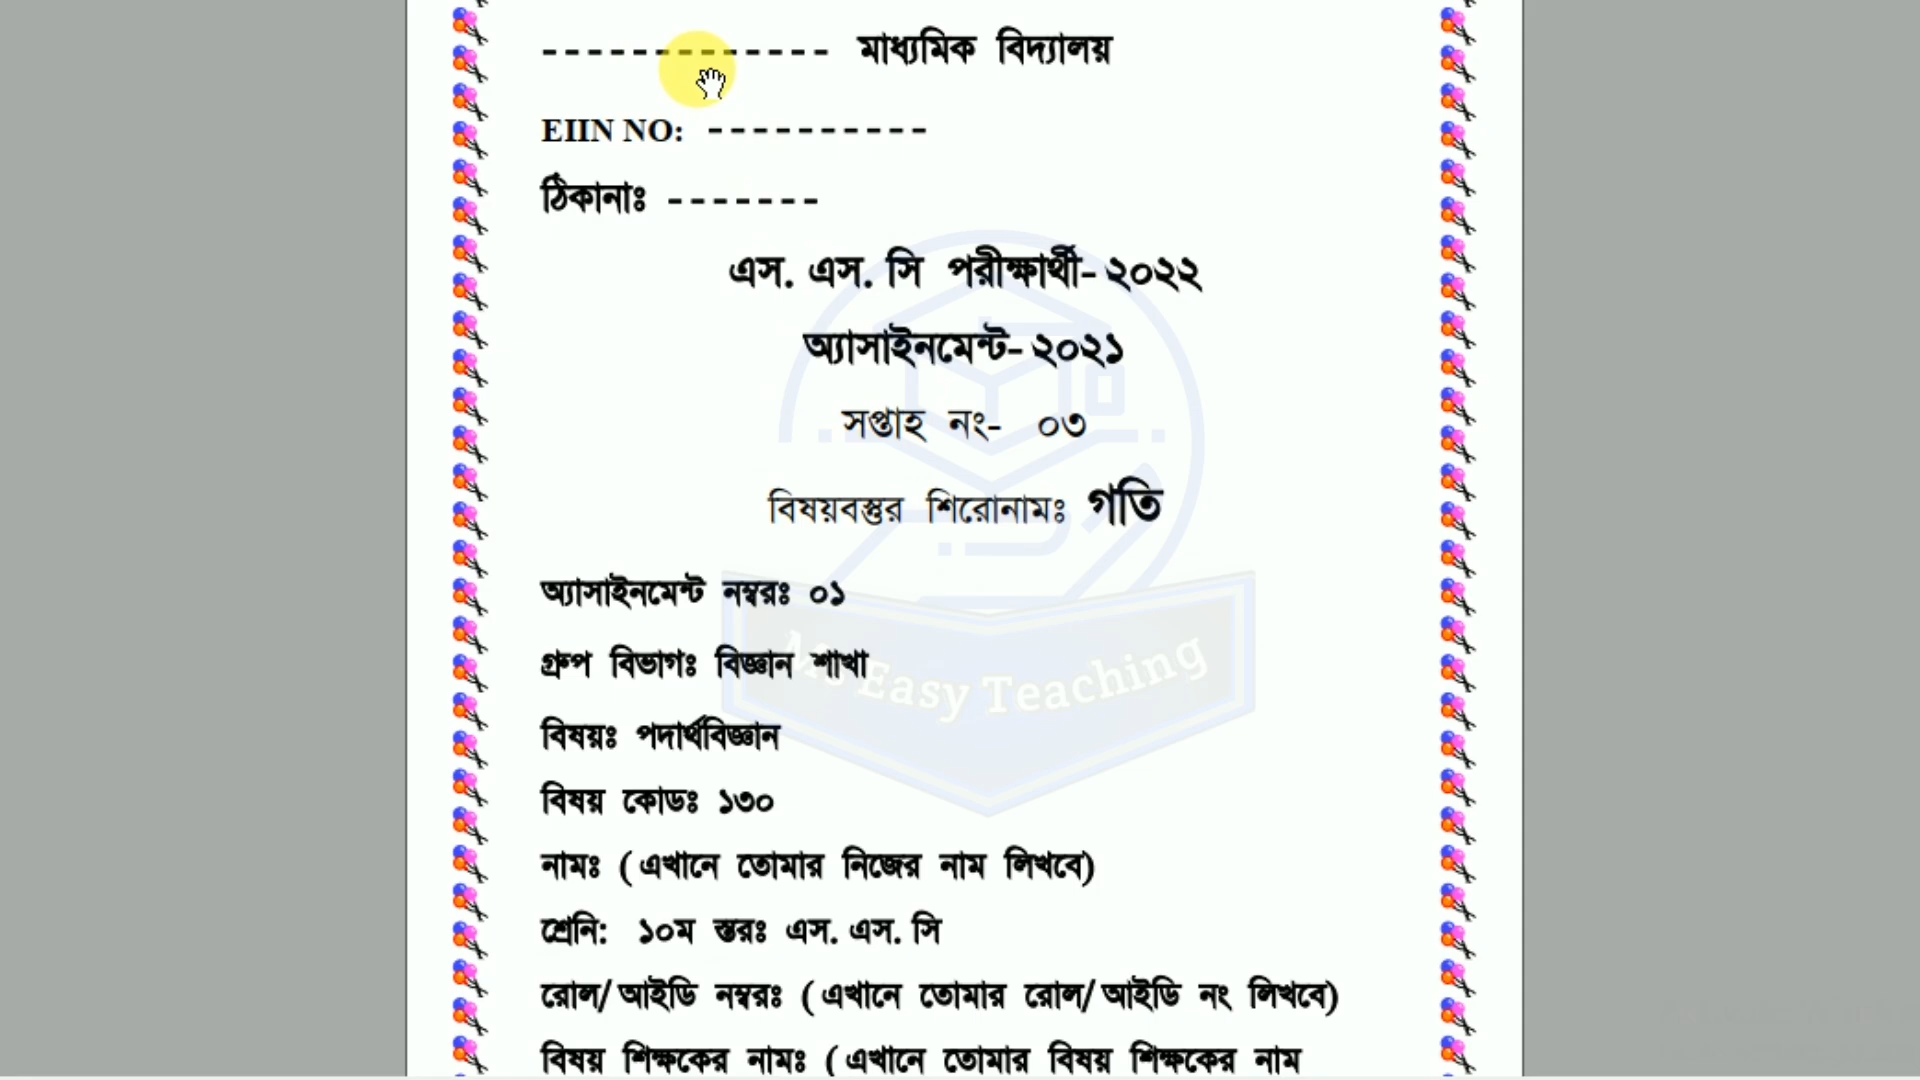 ------------- মাধ্যমিক বিদ্যালয়
EIIN NO: ----------
ঠিকানাঃ -------
এস. এস. সি পরীক্ষার্থী- ২০২২
অ্যাসাইনমেন্ট- ২০২১
সপ্তাহ নং- ০৩
বিষয়বস্তুর শিরোনামঃ গতি
অ্যাসাইনমেন্ট নম্বরঃ ০১
গ্রুপ বিভাগঃ বিজ্ঞান শাখা
বিষয়ঃ পদার্থবিজ্ঞান
বিষয় কোডঃ ১৩০
নামঃ (এখানে তোমার নিজের নাম লিখবে)
শ্রেনি: ১০ম স্তরঃ এস. এস. সি
রোল/আইডি নম্বরঃ (এখানে তোমার রোল/আইডি নং লিখবে)
বিষয় শিক্ষকের নামঃ (এখানে তোমার বিষয় শিক্ষকের নাম
Easy Teaching